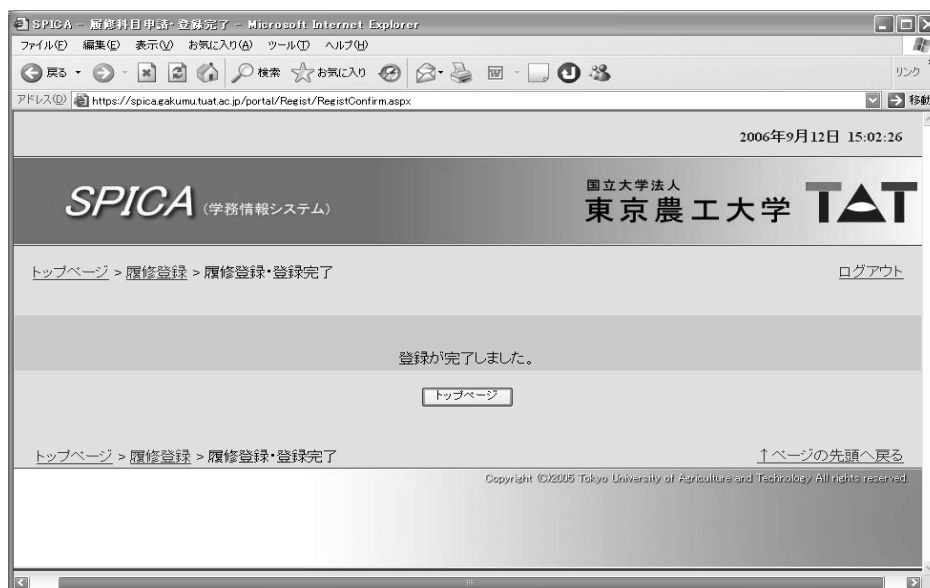 SPICA - 履修科目申請・登録完了 - Microsoft Internet Explorer
ファイル(F) 編集(E) 表示(V) お気に入り(A) ツール(T) ヘルプ(H)
戻る 検索 お気に入り リンク
アドレス(D) https://spica.gakumu.tuat.ac.jp/portal/Regist/RegistConfirm.aspx 移動
2006年9月12日 15:02:26
国立大学法人
SPICA (学務情報システム) 東京農工大学 TAT
トップページ > 履修登録 > 履修登録・登録完了 ログアウト
登録が完了しました。
トップページ
トップページ > 履修登録 > 履修登録・登録完了 ↑ページの先頭へ戻る
Copyright (C)2005 Tokyo University of Agriculture and Technology All rights reserved.